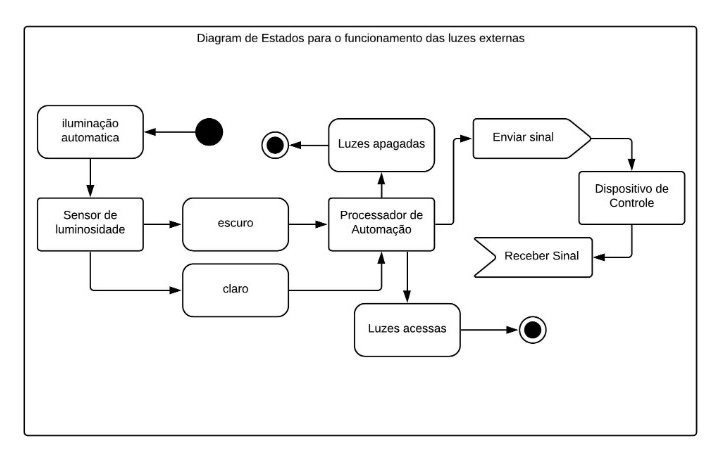 Diagram de Estados para o funcionamento das luzes externas
iluminação
automatica
Luzes apagadas
Enviar sinal
Sensor de
luminosidade
escuro
Processador de
Automação
Dispositivo de
Controle
Receber Sinal
claro
Luzes acessas